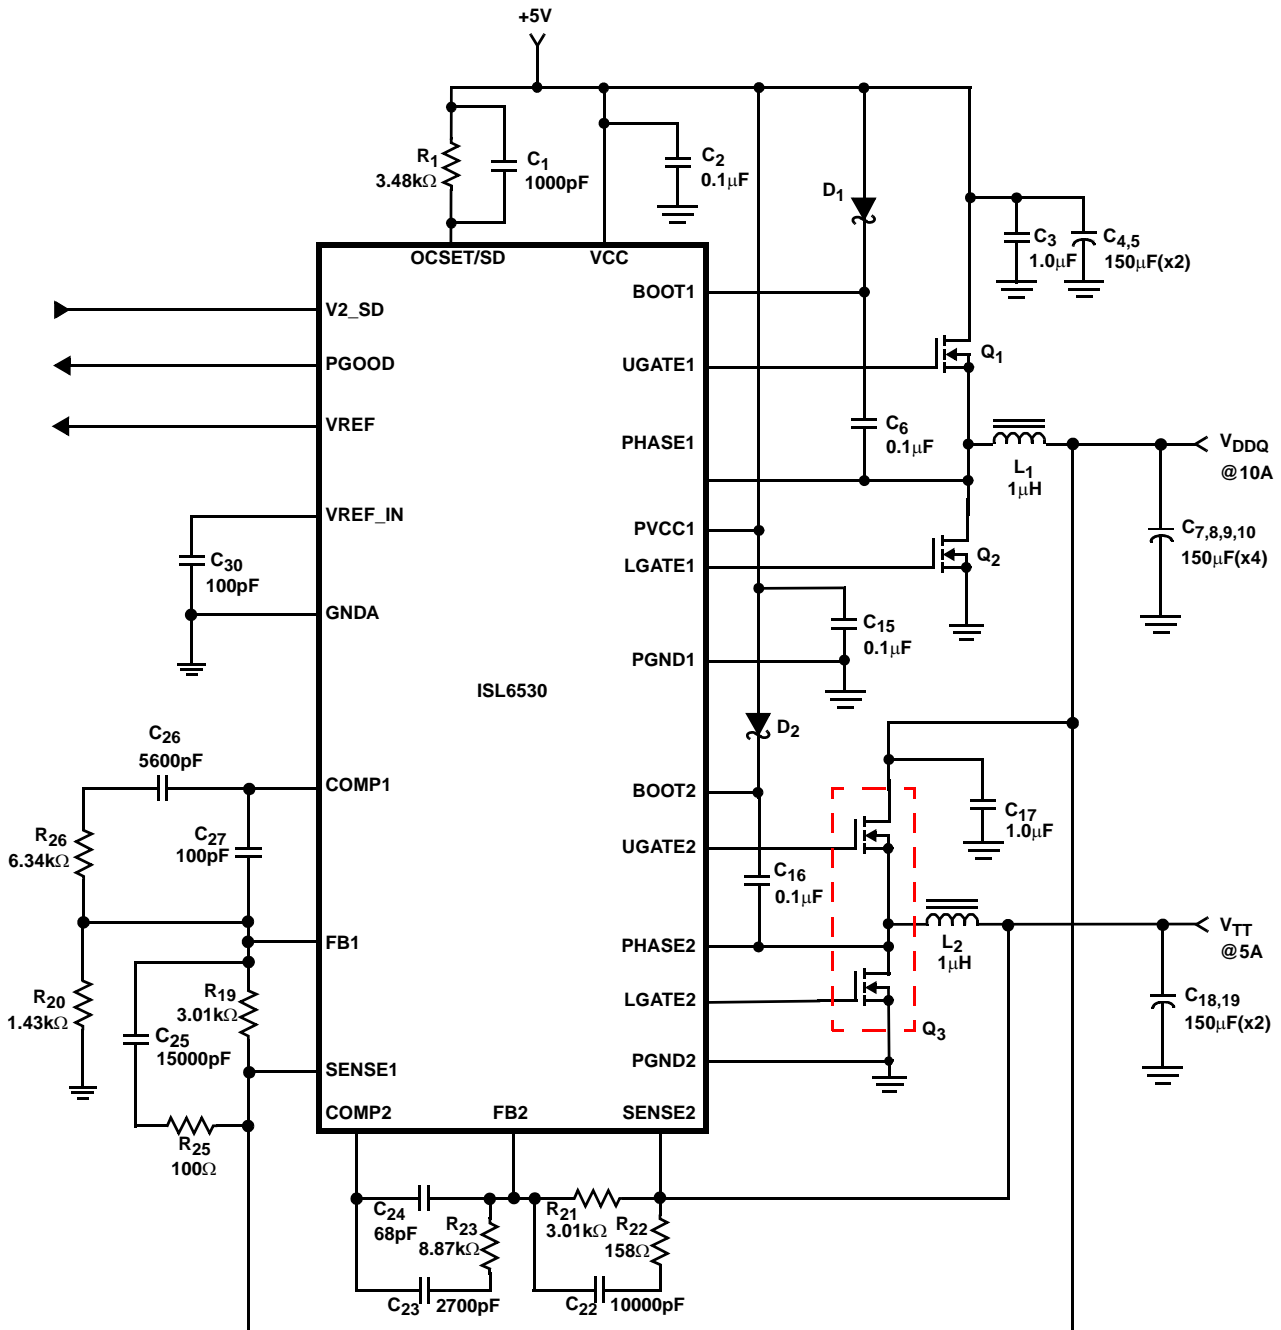 +5V
R1
3.48kΩ
C1
1000pF
C2
0.1µF
D1
C3
1.0µF
C4,5
150µF(x2)
OCSET/SD
VCC
V2_SD
PGOOD
VREF
VREF_IN
GNDA
C30
100pF
BOOT1
UGATE1
PHASE1
PVCC1
LGATE1
PGND1
Q1
C6
0.1µF
L1
1µH
VDDQ
@10A
Q2
C7,8,9,10
150µF(x4)
C15
0.1µF
ISL6530
D2
C26
5600pF
COMP1
R26
6.34kΩ
C27
100pF
BOOT2
UGATE2
C17
1.0µF
C16
0.1µF
FB1
PHASE2
L2
1µH
VTT
@5A
R20
1.43kΩ
R19
3.01kΩ
C25
15000pF
LGATE2
C18,19
150µF(x2)
Q3
SENSE1
PGND2
COMP2
FB2
SENSE2
R25
100Ω
C24
68pF
R23
8.87kΩ
R21
3.01kΩ
R22
158Ω
C23
2700pF
C22
10000pF